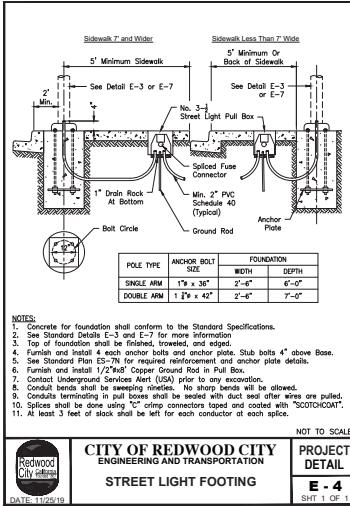 Sidewalk 7' and Wider
Sidewalk Less Than 7' Wide
5' Minimum Sidewalk
5' Minimum Or
Back of Sidewalk
See Detail E-3 or E-7
See Detail E-3
or E-7
2'
Min.
4"
No. 3-½
Street Light Pull Box
Spliced Fuse
Connector
1" Drain Rock
At Bottom
Min. 2" PVC
Schedule 40
(Typical)
Ground Rod
Anchor
Plate
Bolt Circle
12"
POLE TYPE ANCHOR BOLT SIZE FOUNDATION
WIDTH DEPTH
SINGLE ARM 1"ø x 36" 2'-6" 6'-0"
DOUBLE ARM 2'-6" 7'-0"
NOTES:
1. Concrete for foundation shall conform to the Standard Specifications.
2. See Standard Details E-3 and E-7 for more information
3. Top of foundation shall be finished, troweled, and edged.
4. Furnish and install 4 each anchor bolts and anchor plate. Stub bolts 4" above Base.
5. See Standard Plan ES-7N for required reinforcement and anchor plate details.
6. Furnish and install 1/2"øx8' Copper Ground Rod in Pull Box.
7. Contact Underground Services Alert (USA) prior to any excavation.
8. Conduit bends shall be sweeping nineties. No sharp bends will be allowed.
9. Conduits terminating in pull boxes shall be sealed with duct seal after wires are pulled.
10. Splices shall be done using "C" crimp connectors taped and coated with "SCOTCHCOAT".
11. At least 3 feet of slack shall be left for each conductor at each splice.
NOT TO SCALE
Redwood
City California
DATE: 11/25/19
CITY OF REDWOOD CITY
ENGINEERING AND TRANSPORTATION
STREET LIGHT FOOTING
PROJECT
DETAIL
E - 4
SHT 1 OF 1